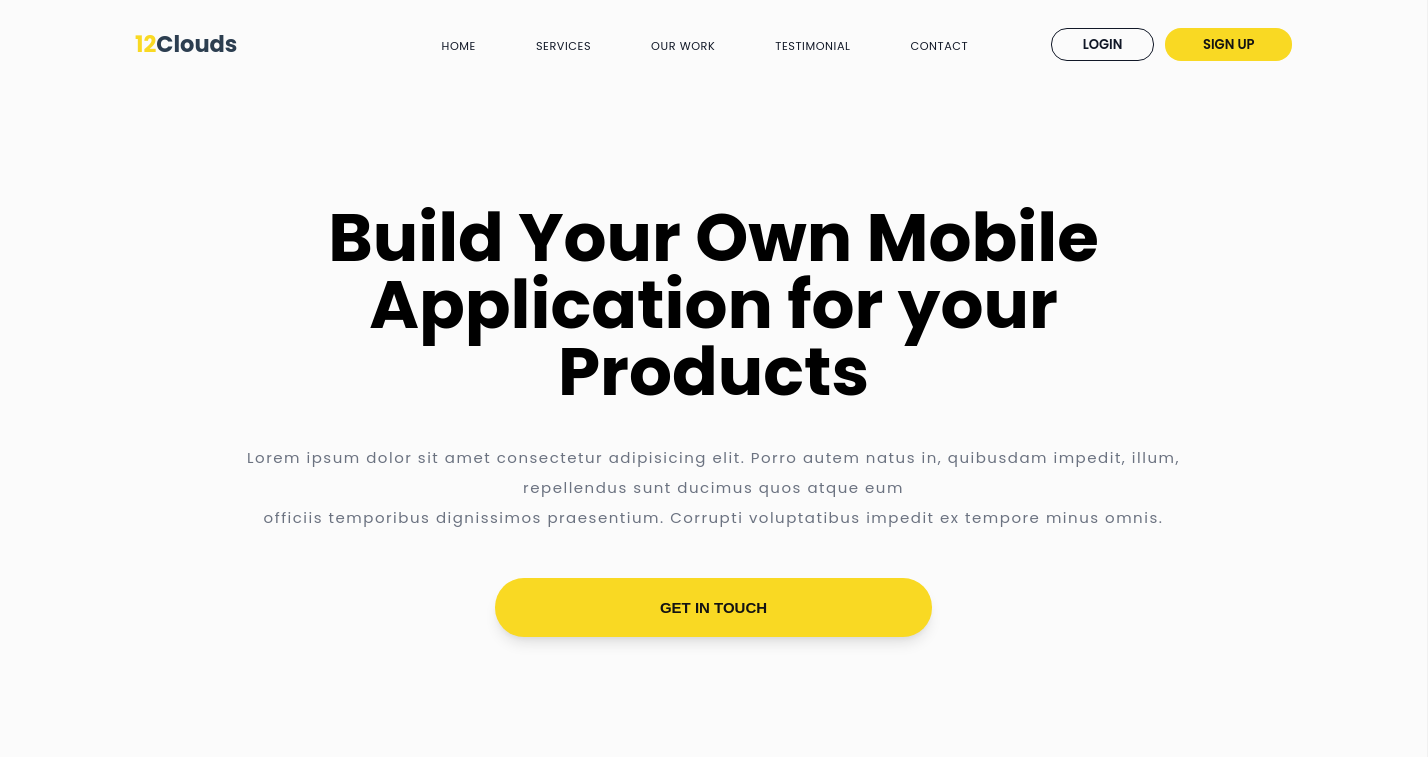 12Clouds
HOME
SERVICES
OUR WORK
TESTIMONIAL
CONTACT
LOGIN
SIGN UP
Build Your Own Mobile
Application for your
Products
Lorem ipsum dolor sit amet consectetur adipisicing elit. Porro autem natus in, quibusdam impedit, illum,
repellendus sunt ducimus quos atque eum
officiis temporibus dignissimos praesentium. Corrupti voluptatibus impedit ex tempore minus omnis.
GET IN TOUCH